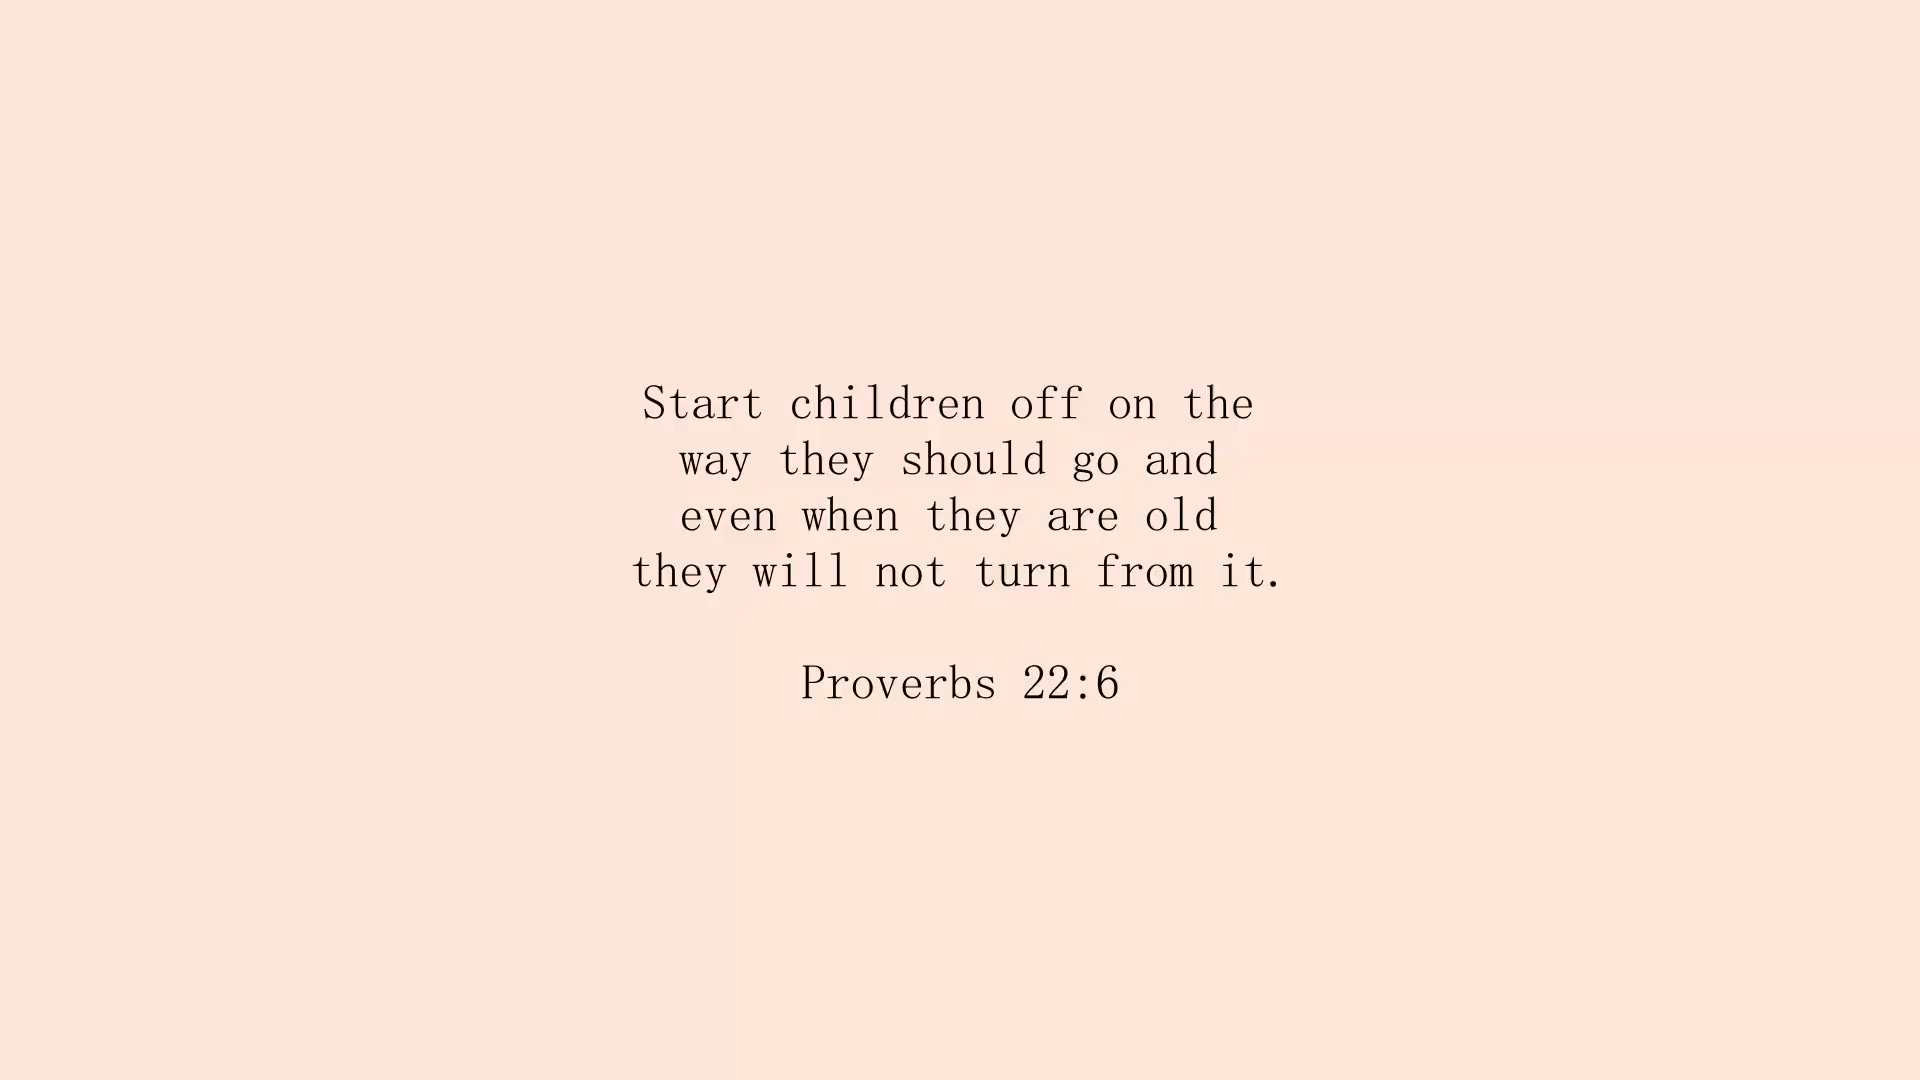 Start children off on the
way they should go and
even when they are old
they will not turn from it.
Proverbs 22:6